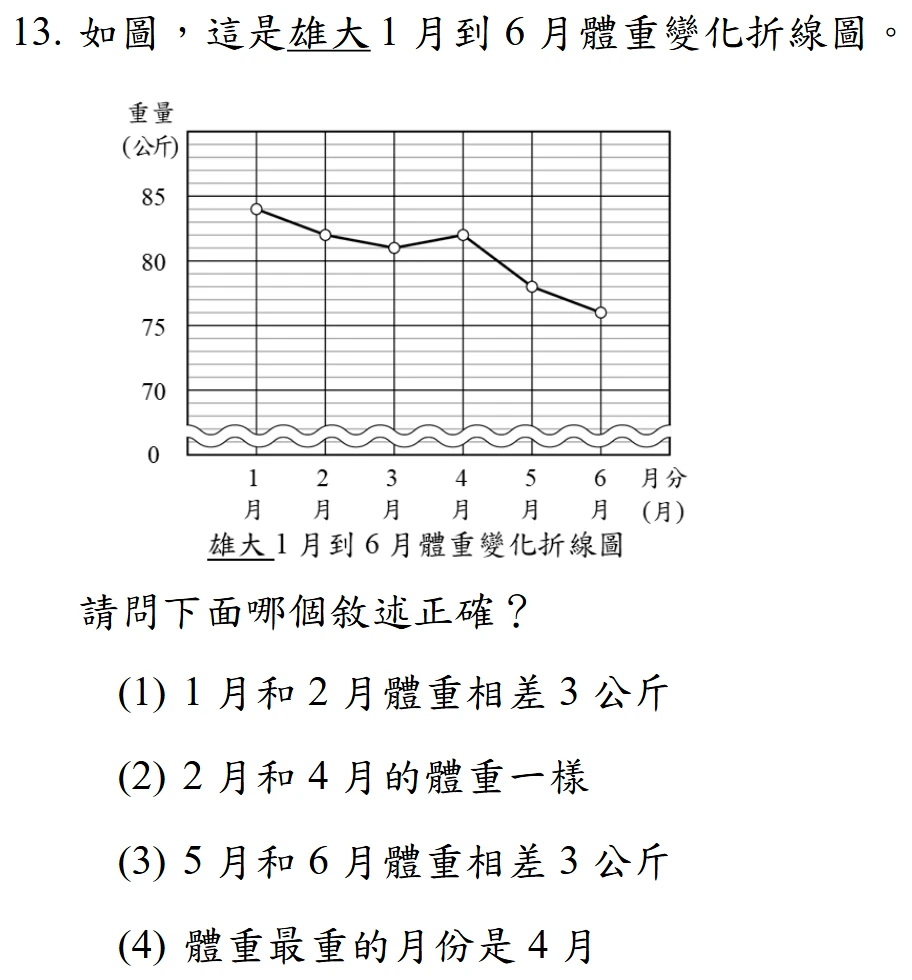 13. 如圖，這是雄大 1 月到 6 月體重變化折線圖。
重量
(公斤)
85
80
75
70
0
1 2 3 4 5 6 月分
月 月 月 月 月 月 (月)
雄大 1 月到 6 月體重變化折線圖
請問下面哪個敘述正確？
(1) 1 月和 2 月體重相差 3 公斤
(2) 2 月和 4 月的體重一樣
(3) 5 月和 6 月體重相差 3 公斤
(4) 體重最重的月份是 4 月